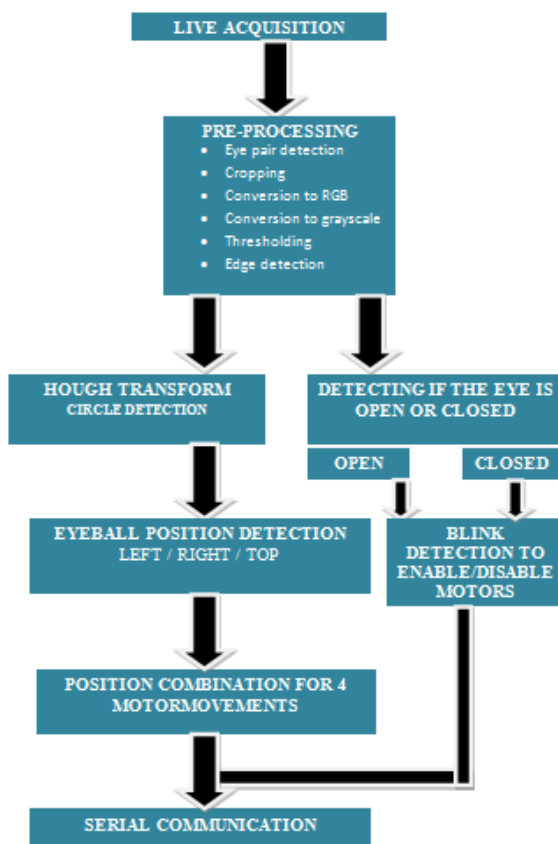 LIVE ACQUISITION
PRE-PROCESSING
• Eye pair detection
• Cropping
• Conversion to RGB
• Conversion to grayscale
• Thresholding
• Edge detection
HOUGH TRANSFORM
CIRCLE DETECTION
DETECTING IF THE EYE IS
OPEN OR CLOSED
OPEN
CLOSED
EYEBALL POSITION DETECTION
LEFT / RIGHT / TOP
BLINK
DETECTION TO
ENABLE/DISABLE
MOTORS
POSITION COMBINATION FOR 4
MOTORMOVEMENTS
SERIAL COMMUNICATION